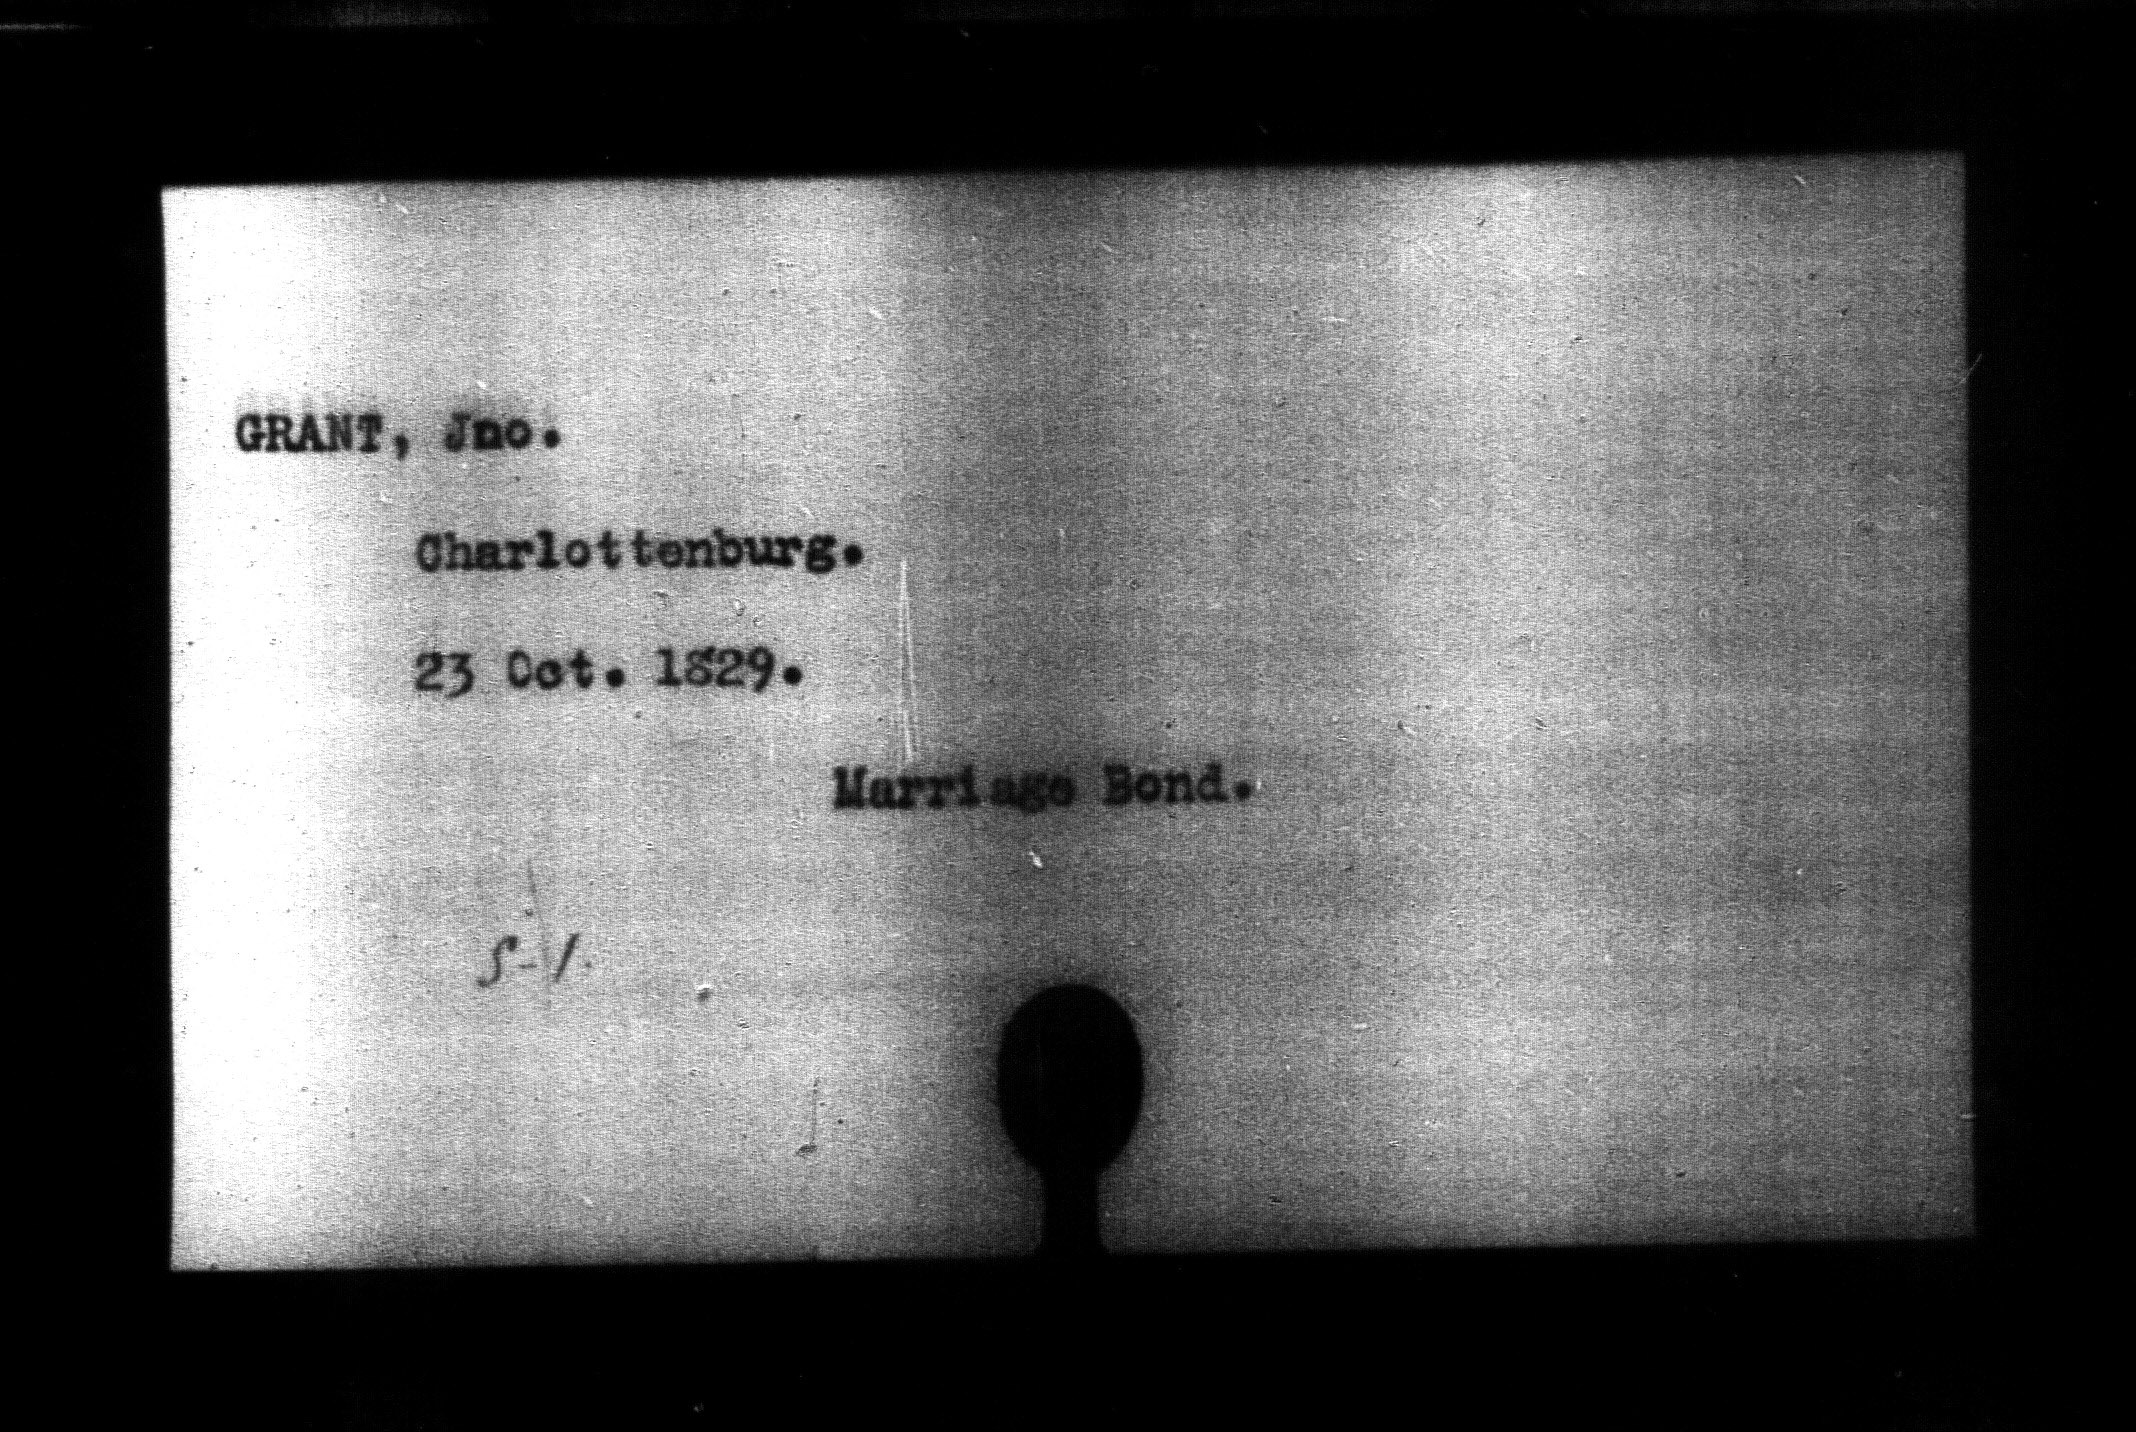 GRANT, Jno.
Charlottenburg.
23 Oct. 1829.
Marriage Bond.
S-1.